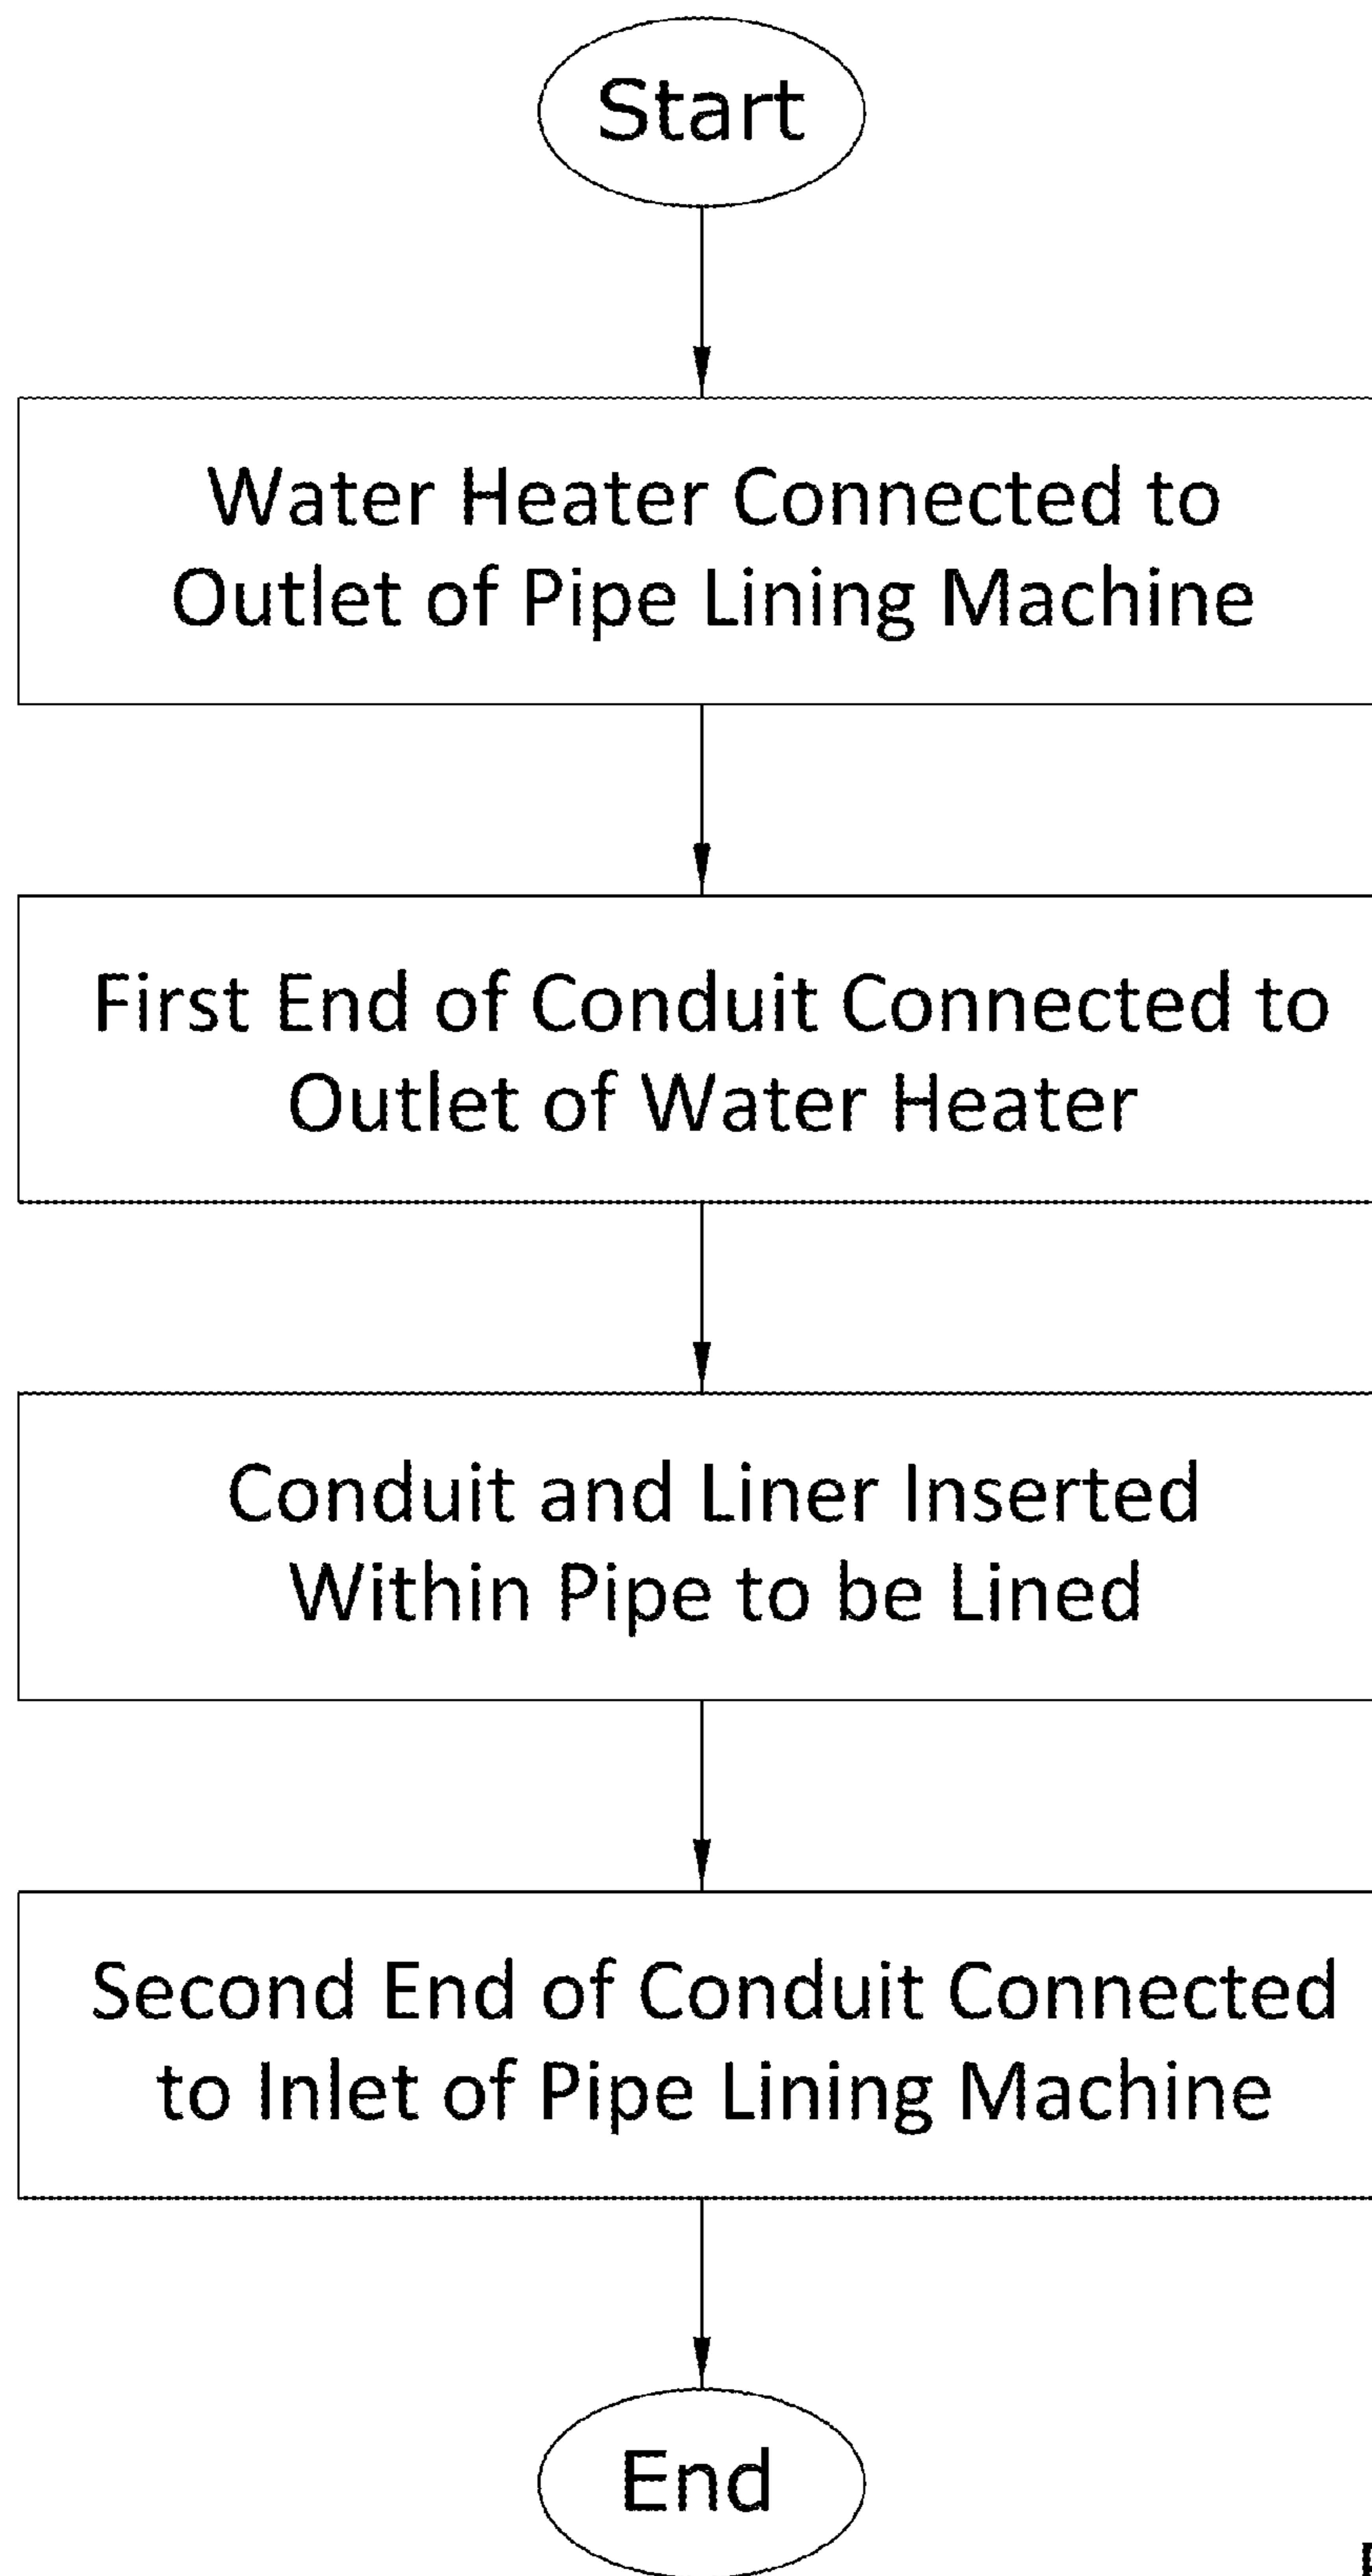 Start
Water Heater Connected to
Outlet of Pipe Lining Machine
First End of Conduit Connected to
Outlet of Water Heater
Conduit and Liner Inserted
Within Pipe to be Lined
Second End of Conduit Connected
to Inlet of Pipe Lining Machine
End